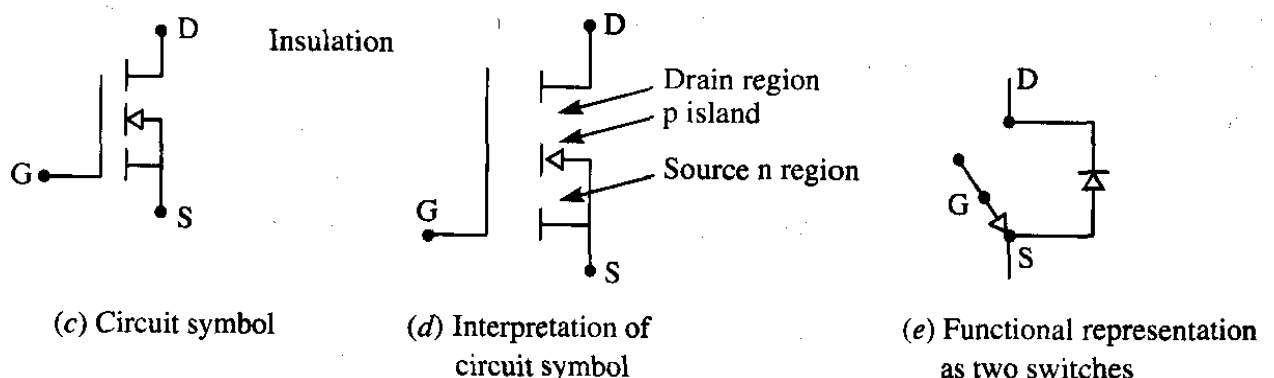 D
Insulation
G
S
(c) Circuit symbol
D
Drain region
p island
Source n region
G
S
(d) Interpretation of
circuit symbol
D
G
S
(e) Functional representation
as two switches